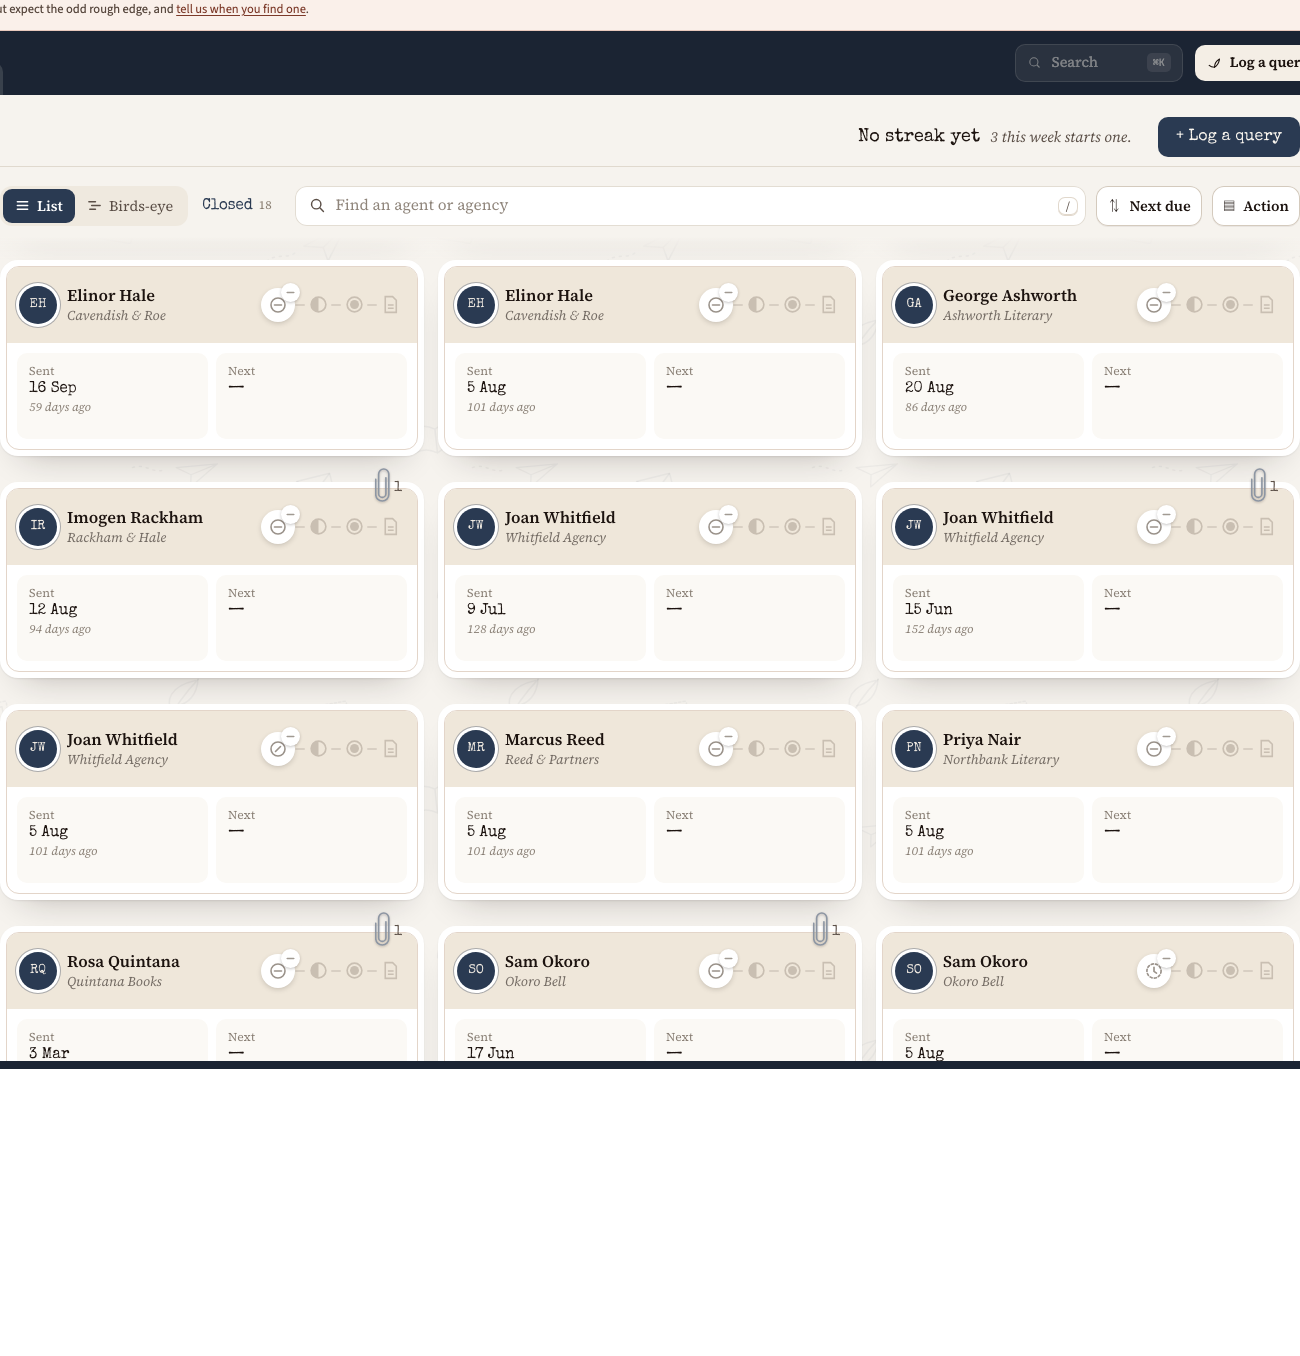 ut expect the odd rough edge, and tell us when you find one.
Search ⌘K
Log a quer
No streak yet 3 this week starts one.
+ Log a query
List
Birds-eye
Closed 18
Find an agent or agency /
Next due
Action
EH Elinor Hale
Cavendish & Roe
Sent
16 Sep
59 days ago
Next
—
EH Elinor Hale
Cavendish & Roe
Sent
5 Aug
101 days ago
Next
—
GA George Ashworth
Ashworth Literary
Sent
20 Aug
86 days ago
Next
—
1
IR Imogen Rackham
Rackham & Hale
Sent
12 Aug
94 days ago
Next
—
JW Joan Whitfield
Whitfield Agency
Sent
9 Jul
128 days ago
Next
—
1
JW Joan Whitfield
Whitfield Agency
Sent
15 Jun
152 days ago
Next
—
JW Joan Whitfield
Whitfield Agency
Sent
5 Aug
101 days ago
Next
—
MR Marcus Reed
Reed & Partners
Sent
5 Aug
101 days ago
Next
—
PN Priya Nair
Northbank Literary
Sent
5 Aug
101 days ago
Next
—
1
RQ Rosa Quintana
Quintana Books
Sent
3 Mar
Next
—
1
SO Sam Okoro
Okoro Bell
Sent
17 Jun
Next
—
SO Sam Okoro
Okoro Bell
Sent
5 Aug
Next
—